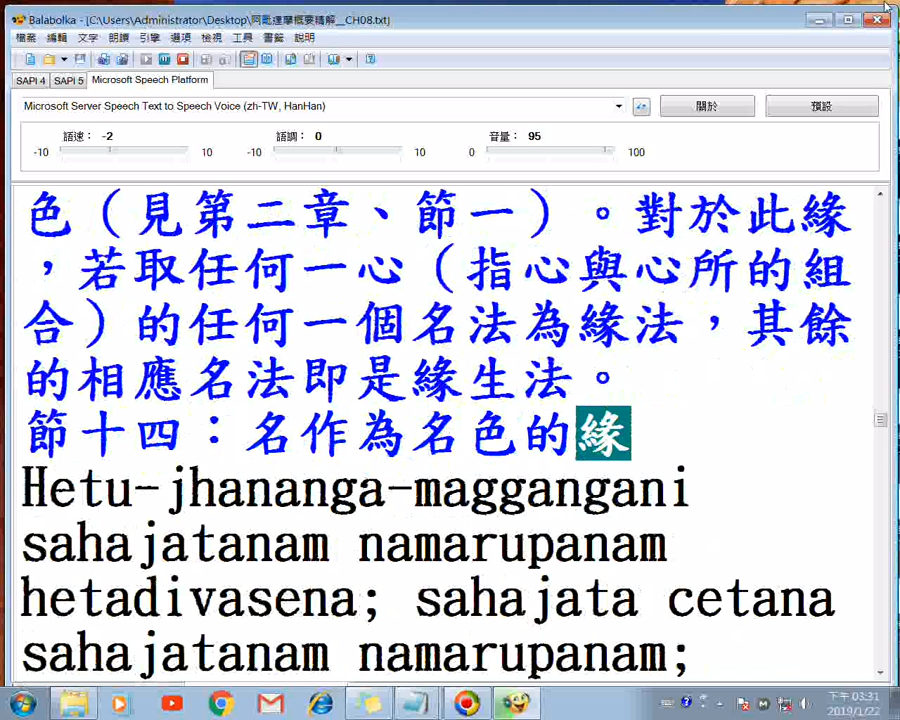 Balabolka - [C:\Users\Administrator\Desktop\阿毗達摩概要精解__CH08.txt]
檔案 編輯 文字 朗讀 引擎 選項 檢視 工具 書籤 說明
SAPI 4 SAPI 5 Microsoft Speech Platform
Microsoft Server Speech Text to Speech Voice (zh-TW, HanHan) 關於 預設
語速： -2 語調： 0 音量： 95
-10 10 -10 10 0 100
色（見第二章、節一）。對於此緣
，若取任何一心（指心與心所的組
合）的任何一個名法為緣法，其餘
的相應名法即是緣生法。
節十四：名作為名色的緣
Hetu-jhananga-maggangani
sahajatanam namarupanam
hetadivasena; sahajata cetana
sahajatanam namarupanam;
下午 03:31
2019/1/22